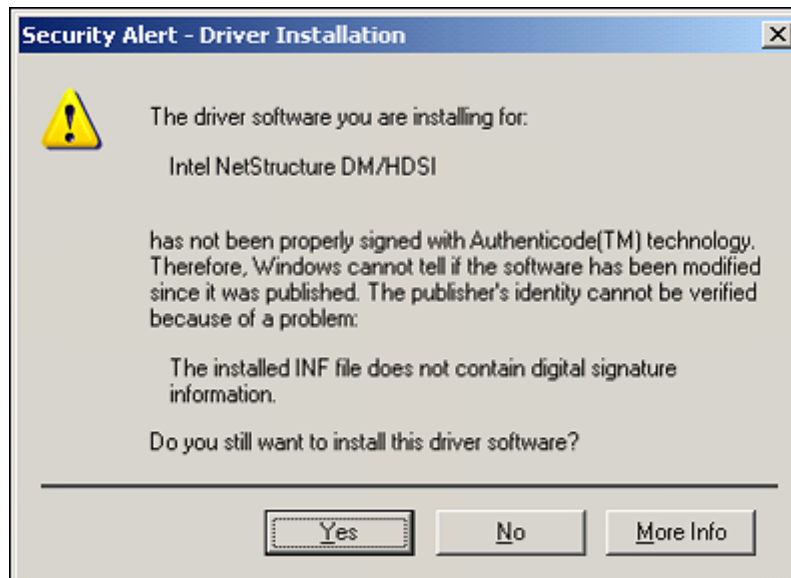 Security Alert - Driver Installation
The driver software you are installing for:
Intel NetStructure DM/HDSI
has not been properly signed with Authenticode(TM) technology.
Therefore, Windows cannot tell if the software has been modified
since it was published. The publisher's identity cannot be verified
because of a problem:
The installed INF file does not contain digital signature
information.
Do you still want to install this driver software?
Yes
No
More Info